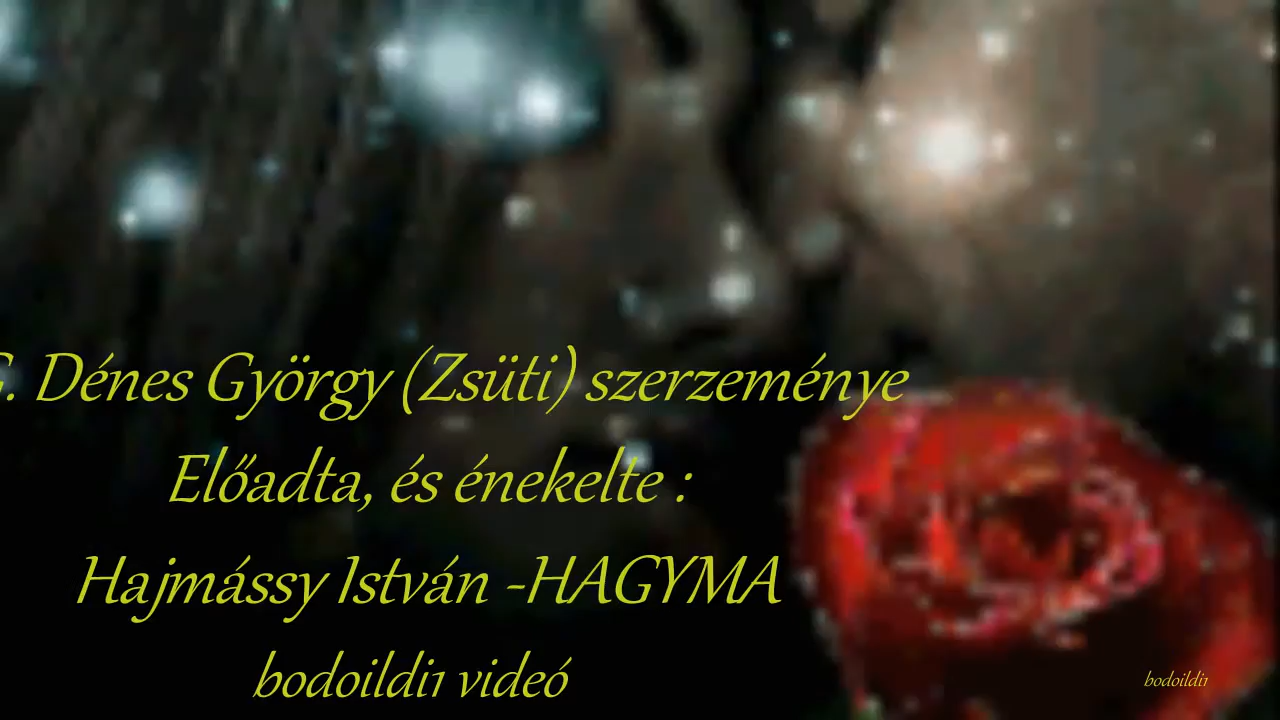 G. Dénes György (Zsüti) szerzeménye
Előadta, és énekelte :
Hajmássy István -HAGYMA
bodoildi1 videó
bodoildi1